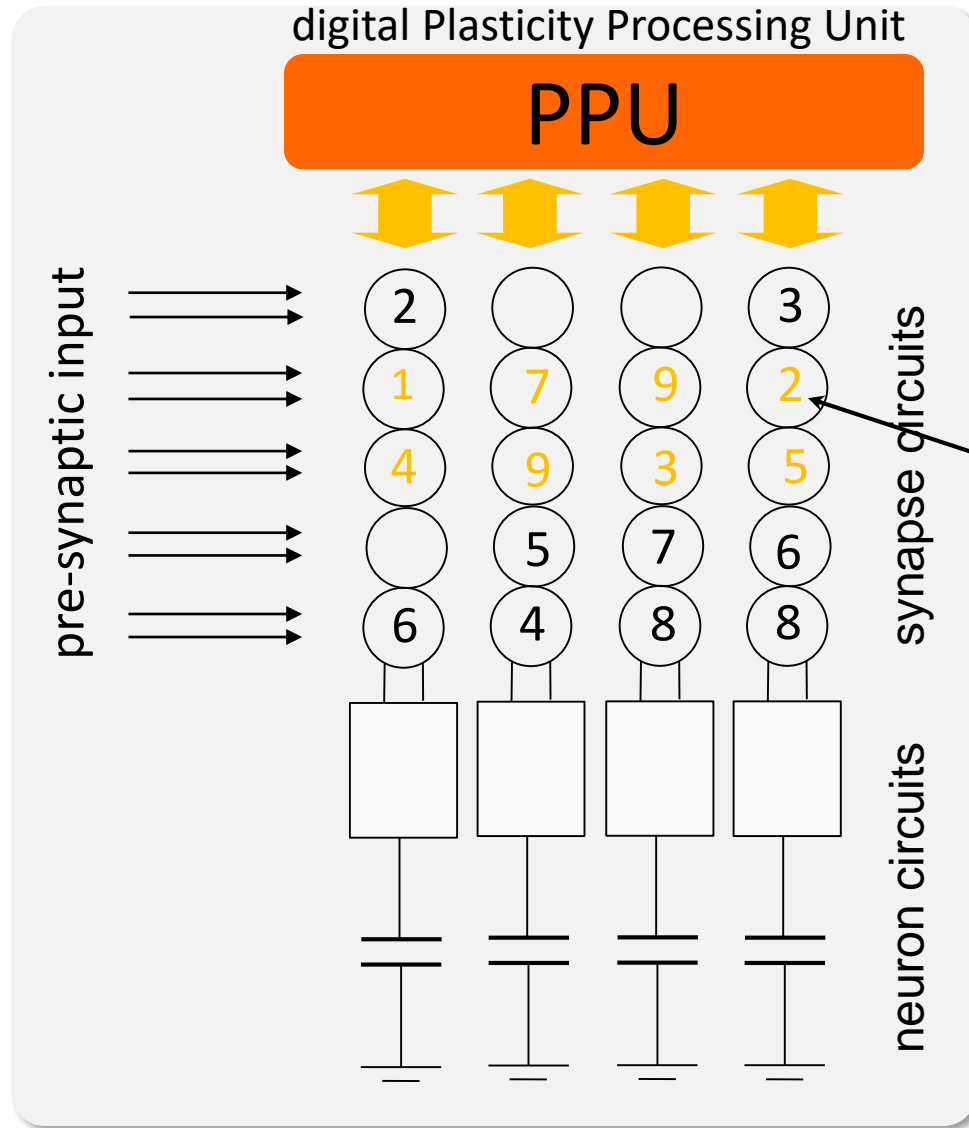 digital Plasticity Processing Unit
PPU
pre-synaptic input
2 3
1 7 9 2
4 9 3 5
5 7 6
6 4 8 8
synapse circuits
neuron circuits